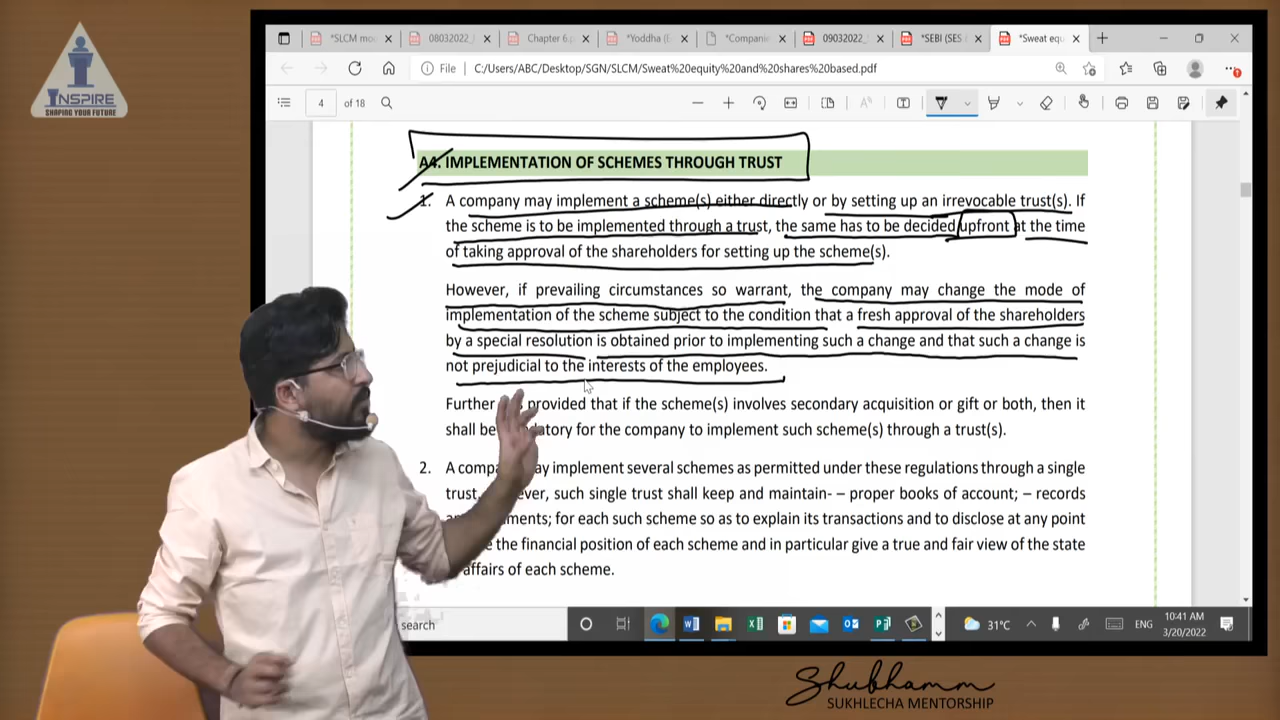 INSPIRE
SHAPING YOUR FUTURE
*SLCM mo
08032022_
Chapter 6.p
*Yoddha (E
*Companie
09032022_
*SEBI (SES
*Sweat equ
File
C:/Users/ABC/Desktop/SGN/SLCM/Sweat%20equity%20and%20shares%20based.pdf
4 of 18
A4. IMPLEMENTATION OF SCHEMES THROUGH TRUST
1. A company may implement a scheme(s) either directly or by setting up an irrevocable trust(s). If
the scheme is to be implemented through a trust, the same has to be decided upfront at the time
of taking approval of the shareholders for setting up the scheme(s).
However, if prevailing circumstances so warrant, the company may change the mode of
implementation of the scheme subject to the condition that a fresh approval of the shareholders
by a special resolution is obtained prior to implementing such a change and that such a change is
not prejudicial to the interests of the employees.
Further provided that if the scheme(s) involves secondary acquisition or gift or both, then it
shall be for the company to implement such scheme(s) through a trust(s).
2. A may implement several schemes as permitted under these regulations through a single
trust, such single trust shall keep and maintain- – proper books of account; – records
for each such scheme so as to explain its transactions and to disclose at any point
the financial position of each scheme and in particular give a true and fair view of the state
affairs of each scheme.
search
31°C
ENG
10:41 AM
3/20/2022
Shubhamm
SUKHLECHA MENTORSHIP